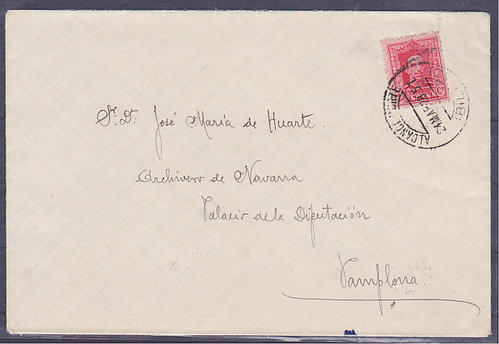 Sr. D. José María de Huarte.
Archivero de Navarra
Palacio de la Diputación
Pamplona.